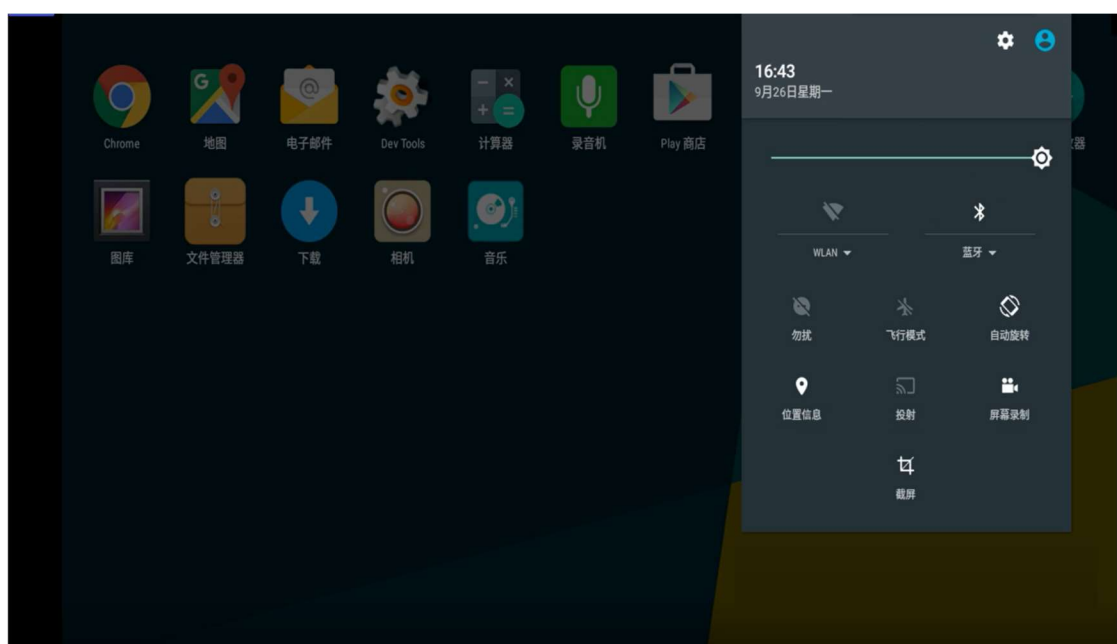 16:43
9月26日星期一
Chrome
地图
电子邮件
Dev Tools
计算器
录音机
Play 商店
图库
文件管理器
下载
相机
音乐
WLAN
蓝牙
勿扰
飞行模式
自动旋转
位置信息
投射
屏幕录制
截屏